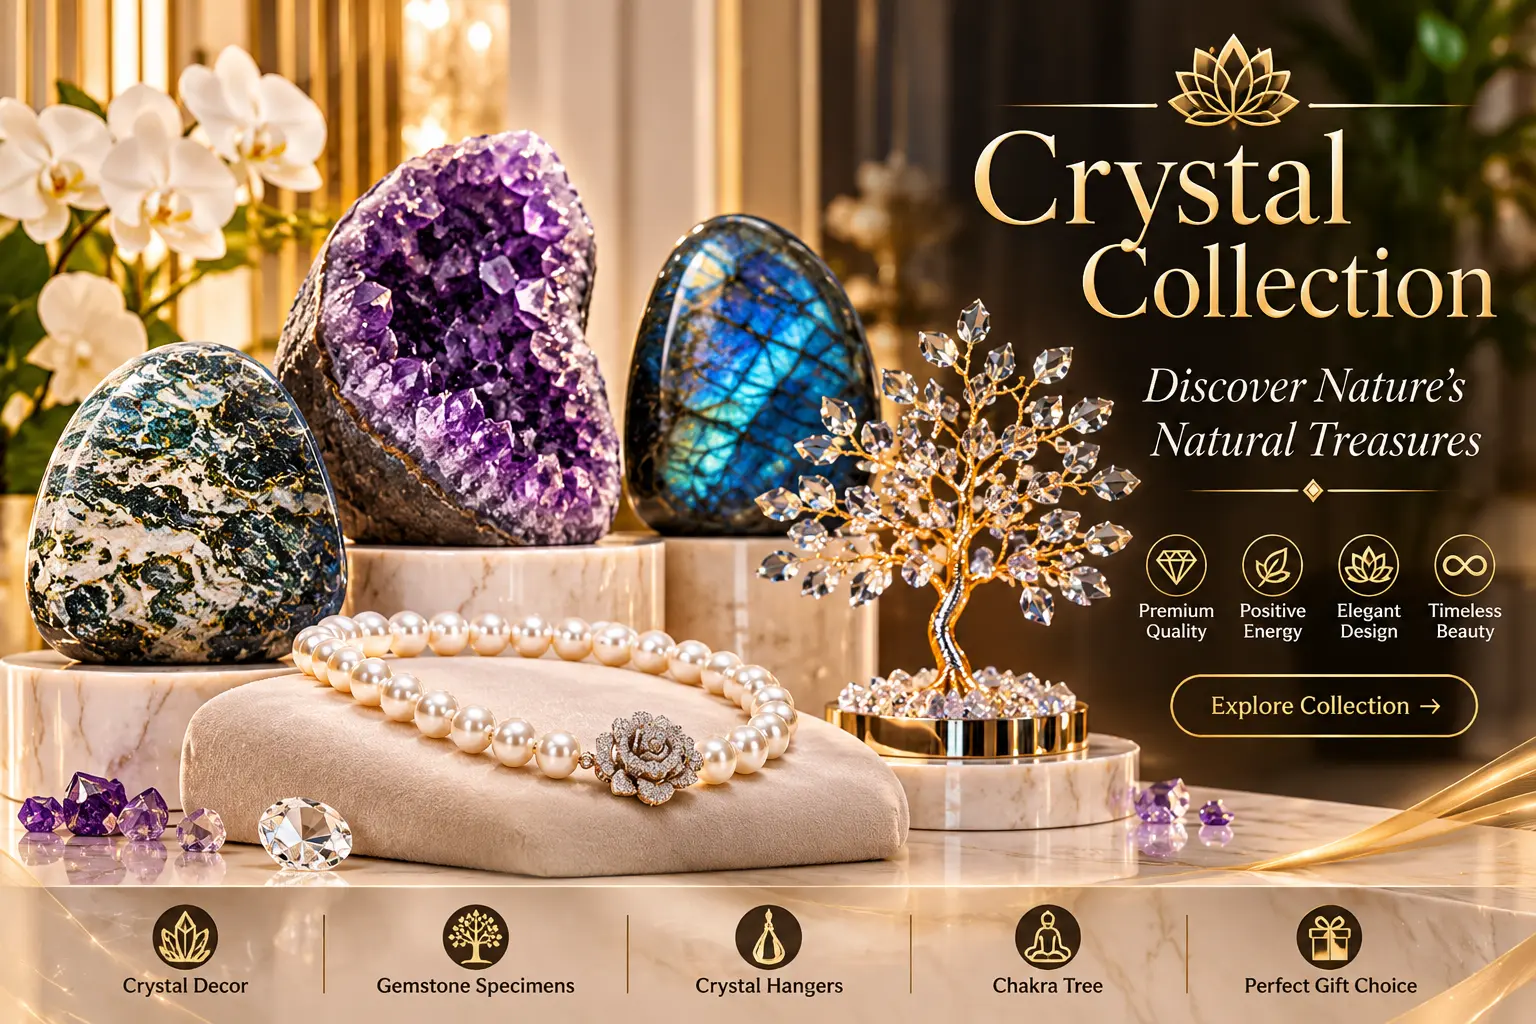 Crystal
Collection
Discover Nature's
Natural Treasures
Premium
Quality
Positive
Energy
Elegant
Design
Timeless
Beauty
Explore Collection →
Crystal Decor
Gemstone Specimens
Crystal Hangers
Chakra Tree
Perfect Gift Choice